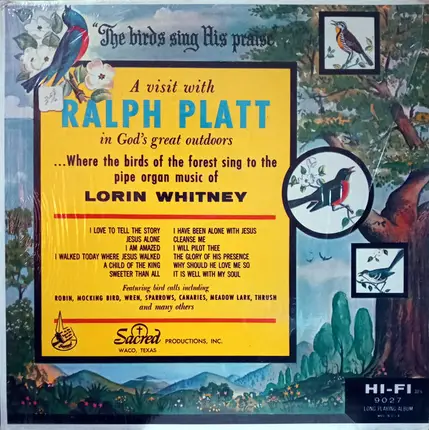 "The birds sing His praise"
A visit with
RALPH PLATT
in God's great outdoors
...Where the birds of the forest sing to the
pipe organ music of
LORIN WHITNEY
I LOVE TO TELL THE STORY
JESUS ALONE
I AM AMAZED
I WALKED TODAY WHERE JESUS WALKED
A CHILD OF THE KING
SWEETER THAN ALL
I HAVE BEEN ALONE WITH JESUS
CLEANSE ME
I WILL PILOT THEE
THE GLORY OF HIS PRESENCE
WHY SHOULD HE LOVE ME SO
IT IS WELL WITH MY SOUL
Featuring bird calls including
ROBIN, MOCKING BIRD, WREN, SPARROWS, CANARIES, MEADOW LARK, THRUSH
and many others
Sacred PRODUCTIONS, INC.
WACO, TEXAS
HI-FI
9027
LONG PLAYING ALBUM